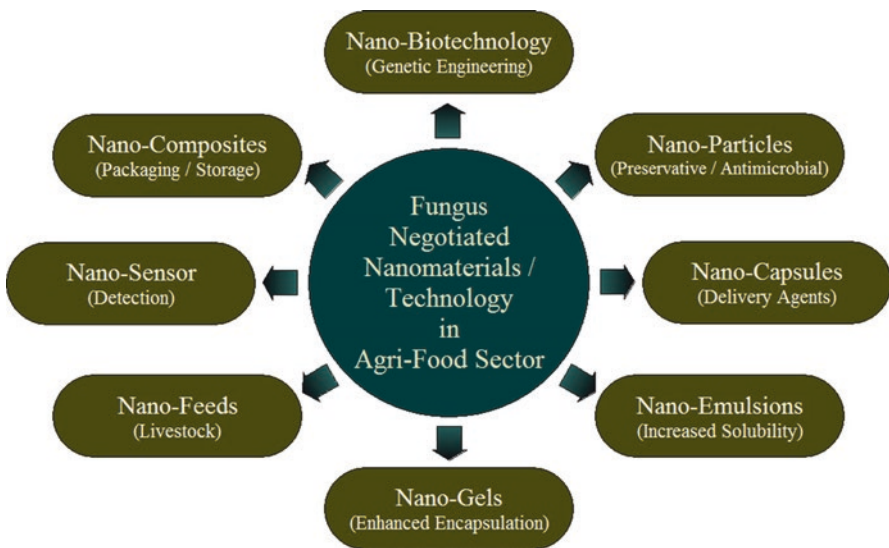 Nano-Biotechnology
(Genetic Engineering)
Nano-Composites
(Packaging / Storage)
Nano-Particles
(Preservative / Antimicrobial)
Fungus
Negotiated
Nanomaterials /
Technology
in
Agri-Food Sector
Nano-Sensor
(Detection)
Nano-Capsules
(Delivery Agents)
Nano-Feeds
(Livestock)
Nano-Emulsions
(Increased Solubility)
Nano-Gels
(Enhanced Encapsulation)